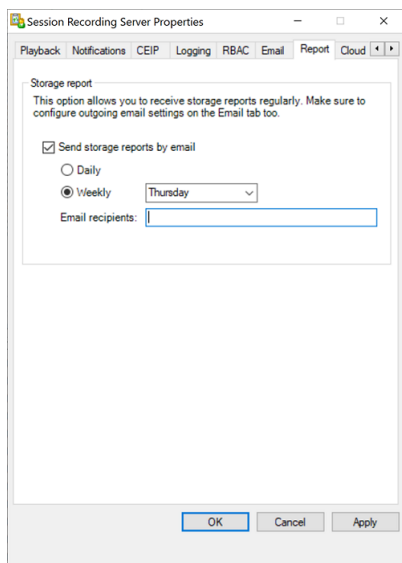 Session Recording Server Properties
Playback Notifications CEIP Logging RBAC Email Report Cloud
Storage report
This option allows you to receive storage reports regularly. Make sure to
configure outgoing email settings on the Email tab too.
Send storage reports by email
Daily
Weekly Thursday
Email recipients:
OK Cancel Apply